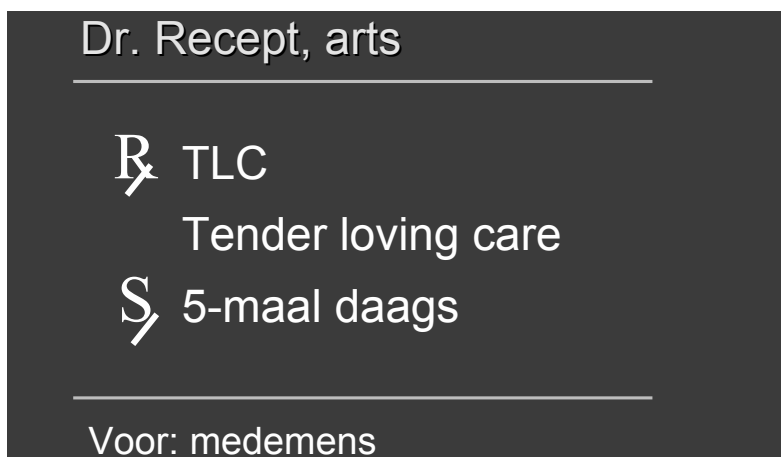 Dr. Recept, arts
R/ TLC
Tender loving care
S/ 5-maal daags
Voor: medemens